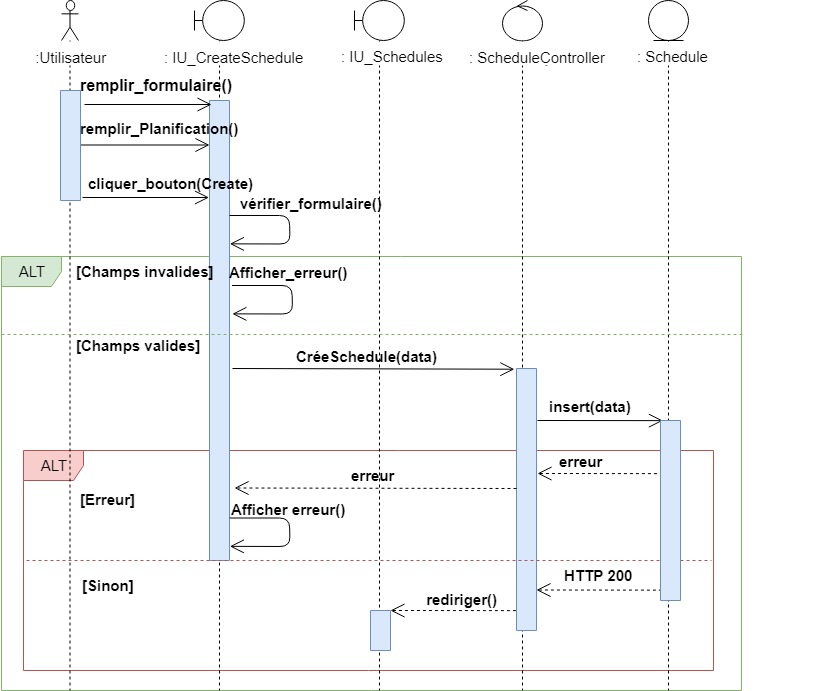 :Utilisateur
: IU_CreateSchedule
: IU_Schedules
: ScheduleController
: Schedule
remplir_formulaire()
remplir_Planification()
cliquer_bouton(Create)
vérifier_formulaire()
ALT
[Champs invalides]
Afficher_erreur()
[Champs valides]
CréeSchedule(data)
insert(data)
ALT
erreur
erreur
[Erreur]
Afficher erreur()
[Sinon]
HTTP 200
rediriger()